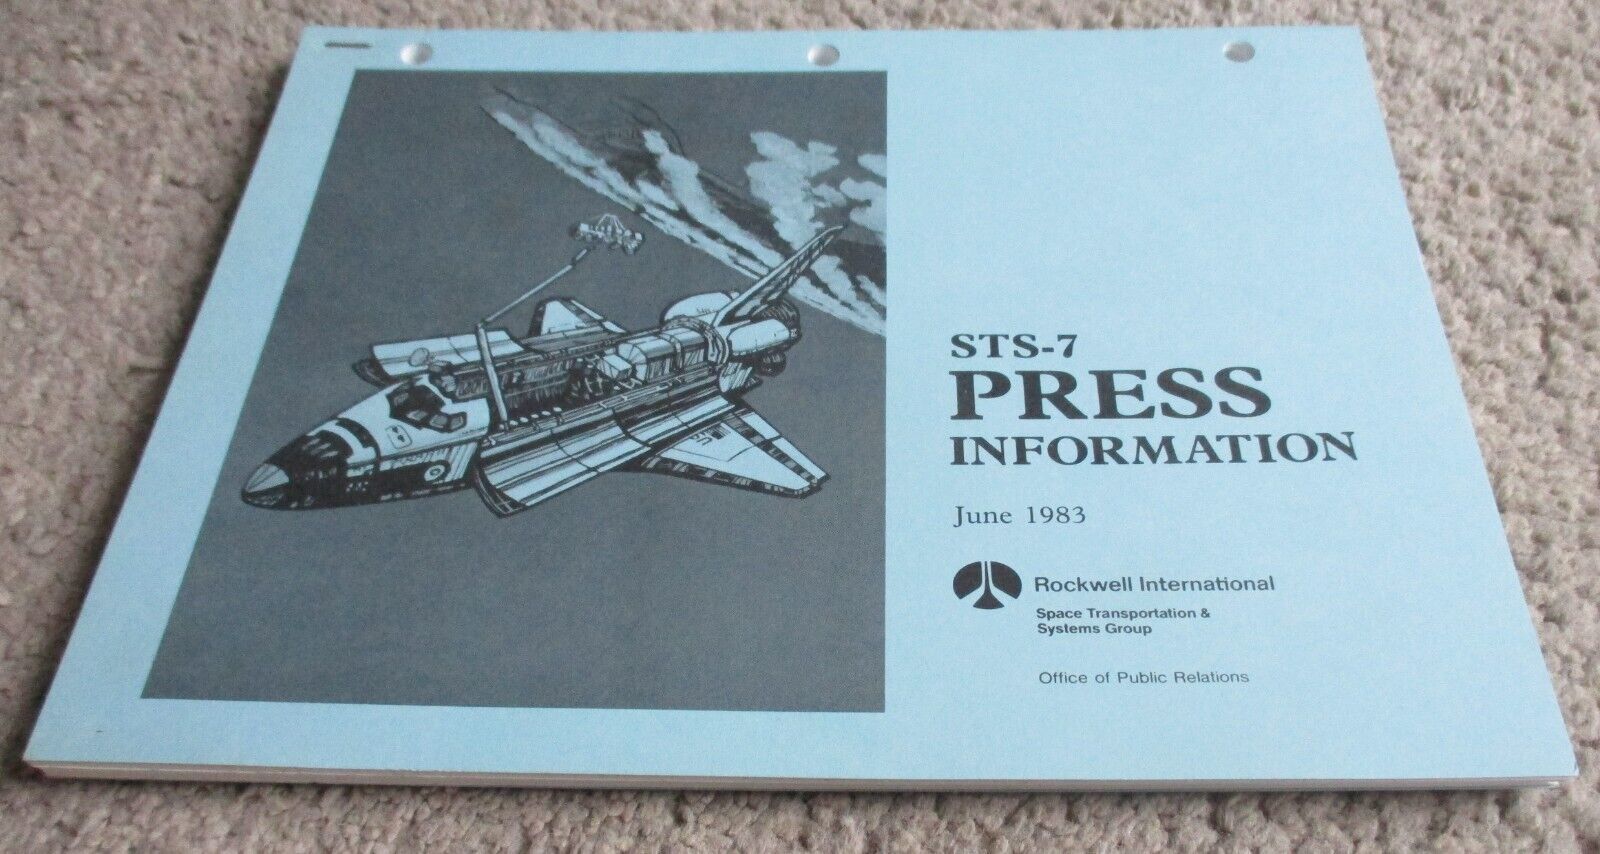 STS-7
PRESS
INFORMATION
June 1983
Rockwell International
Space Transportation &
Systems Group
Office of Public Relations